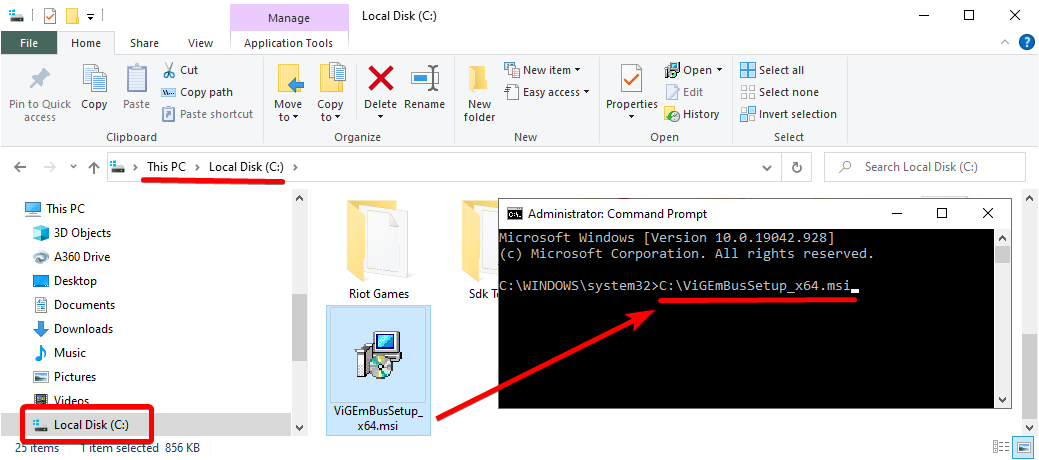 Manage
Local Disk (C:)
File
Home
Share
View
Application Tools
Pin to Quick
access
Copy
Paste
Cut
Copy path
Paste shortcut
Clipboard
Move
to
Copy
to
Delete
Rename
Organize
New
folder
New item
Easy access
New
Properties
Open
Edit
History
Open
Select all
Select none
Invert selection
Select
This PC
Local Disk (C:)
Search Local Disk (C:)
This PC
3D Objects
A360 Drive
Desktop
Documents
Downloads
Music
Pictures
Videos
Local Disk (C:)
Riot Games
Sdk
ViGEmBusSetup_
x64.msi
C:\.
Administrator: Command Prompt
Microsoft Windows [Version 10.0.19042.928]
(c) Microsoft Corporation. All rights reserved.
C:\WINDOWS\system32>C:\ViGEmBusSetup_x64.msi
25 items
1 item selected
856 KB